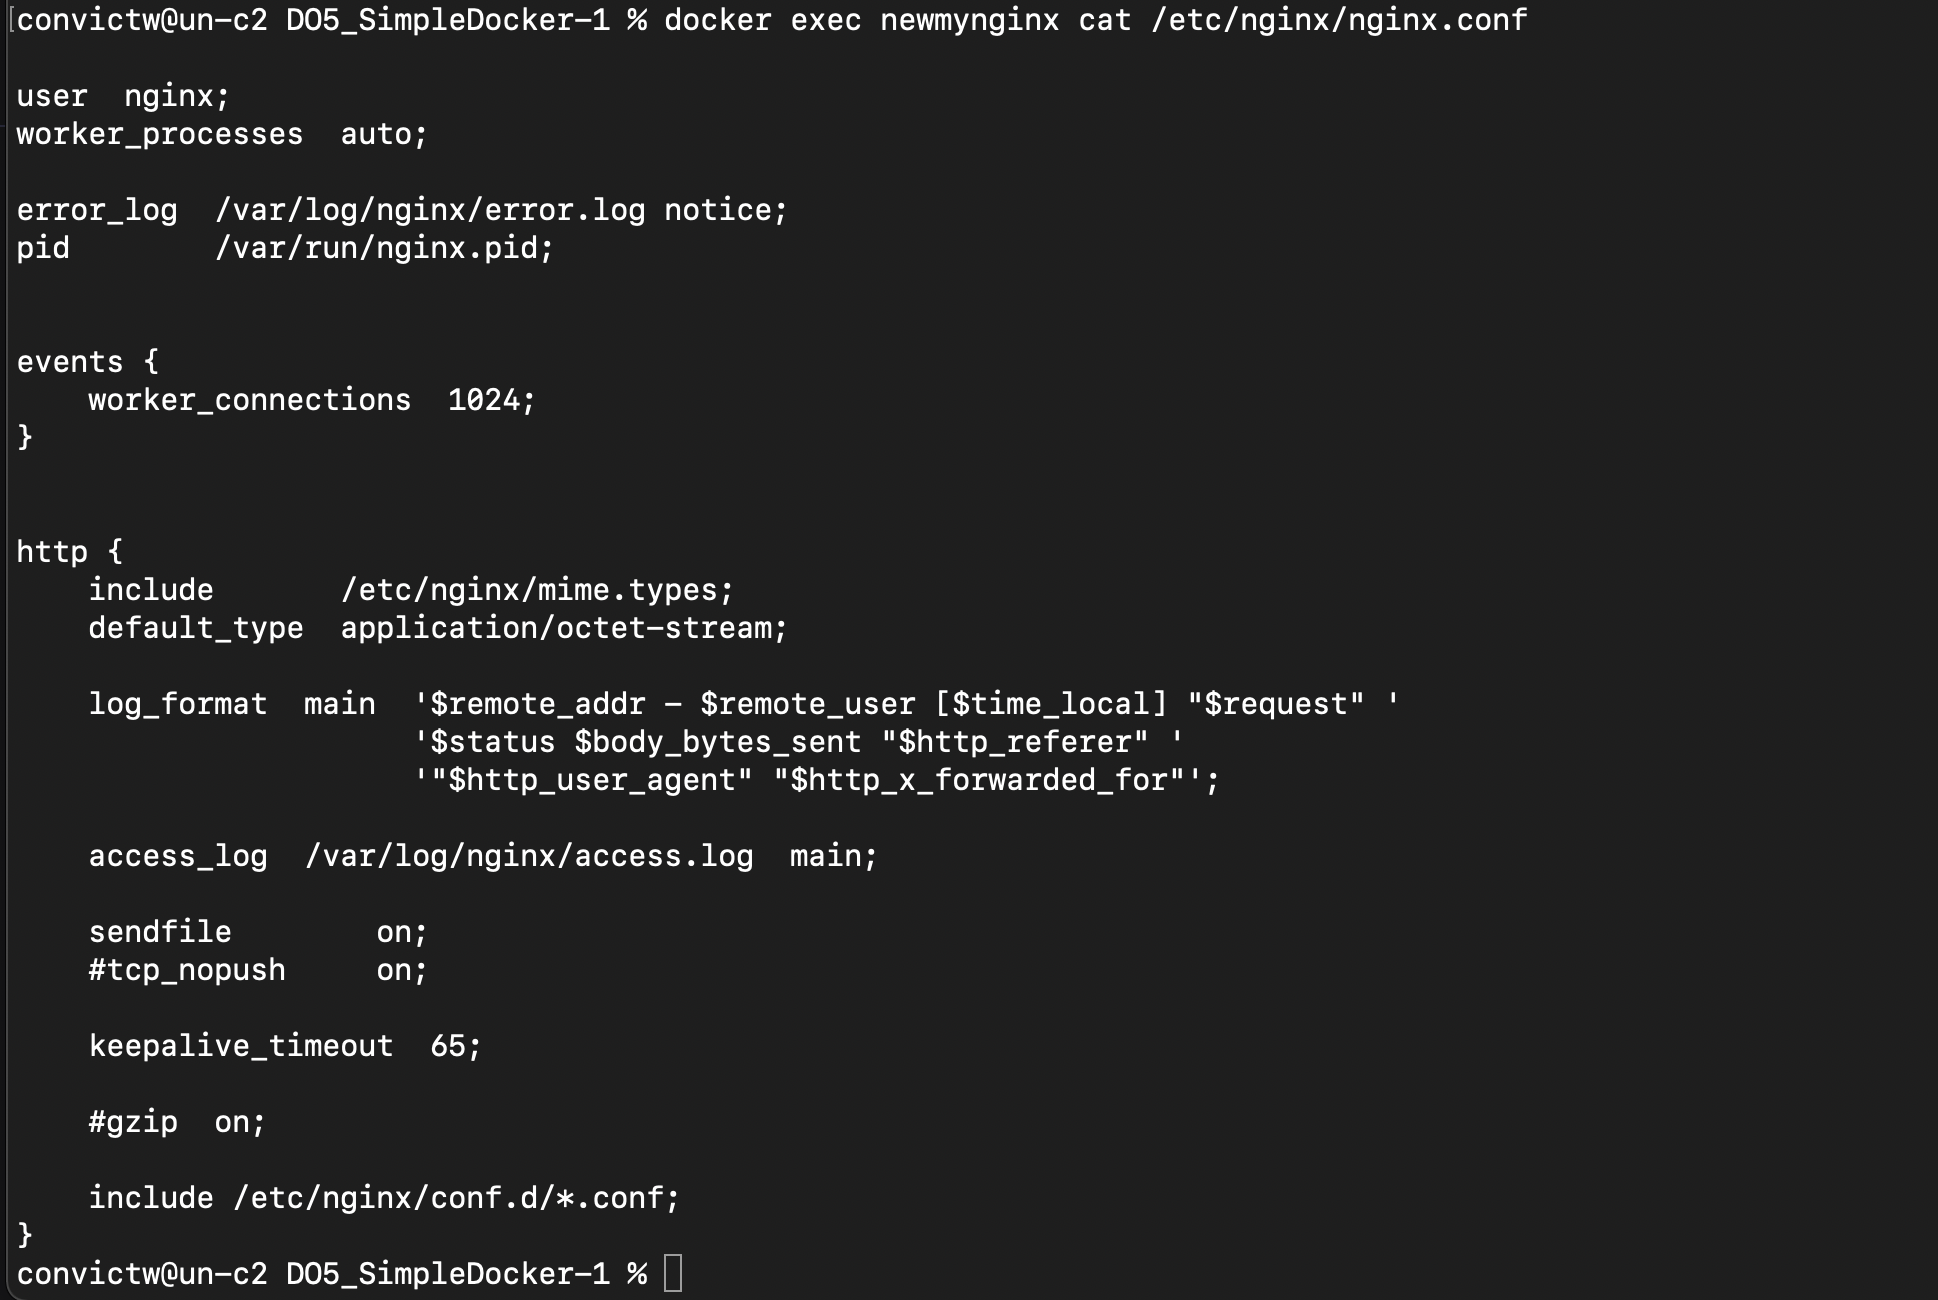 [convictw@un-c2 DO5_SimpleDocker-1 % docker exec newmynginx cat /etc/nginx/nginx.conf
user  nginx;
worker_processes  auto;
error_log  /var/log/nginx/error.log notice;
pid        /var/run/nginx.pid;
events {
    worker_connections  1024;
}
http {
    include       /etc/nginx/mime.types;
    default_type  application/octet-stream;
    log_format  main  '$remote_addr - $remote_user [$time_local] "$request" '
                      '$status $body_bytes_sent "$http_referer" '
                      '"$http_user_agent" "$http_x_forwarded_for"';
    access_log  /var/log/nginx/access.log  main;
    sendfile        on;
    #tcp_nopush     on;
    keepalive_timeout  65;
    #gzip  on;
    include /etc/nginx/conf.d/*.conf;
}
convictw@un-c2 DO5_SimpleDocker-1 %